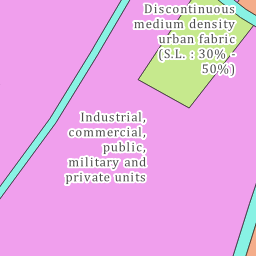 Discontinuous
medium density
urban fabric
(S.L. : 30% -
50%)
Industrial,
commercial,
public,
military and
private units